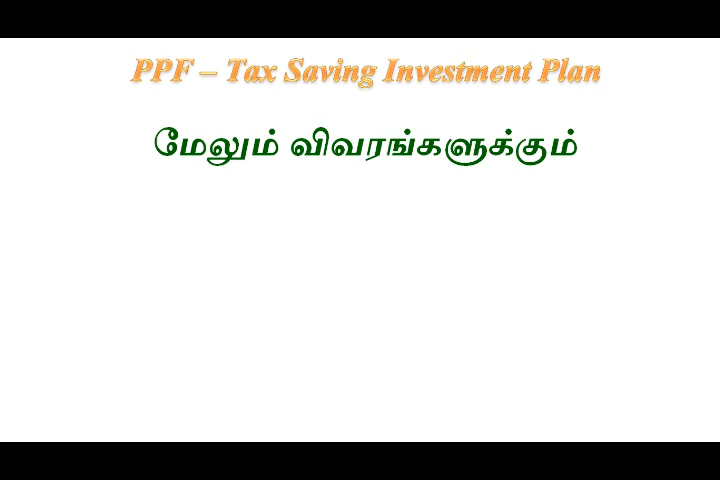 PPF – Tax Saving Investment Plan
மேலும் விவரங்களுக்கும்